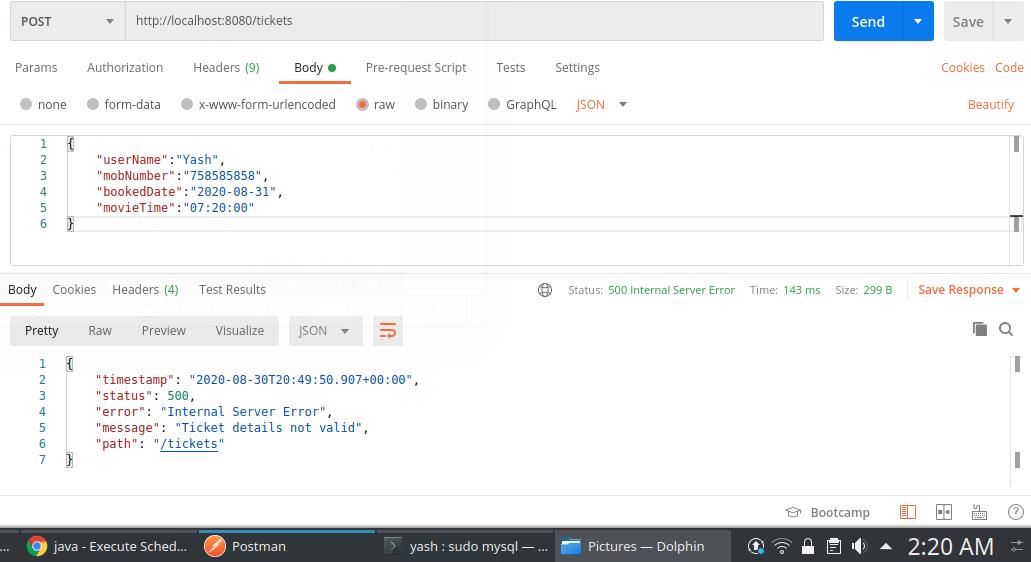 POST http://localhost:8080/tickets Send Save
Params Authorization Headers (9) Body Pre-request Script Tests Settings Cookies Code
none form-data x-www-form-urlencoded raw binary GraphQL JSON Beautify
1 {
2 "userName":"Yash",
3 "mobNumber":"758585858",
4 "bookedDate":"2020-08-31",
5 "movieTime":"07:20:00"
6 }
Body Cookies Headers (4) Test Results Status: 500 Internal Server Error Time: 143 ms Size: 299 B Save Response
Pretty Raw Preview Visualize JSON
1 {
2 "timestamp": "2020-08-30T20:49:50.907+00:00",
3 "status": 500,
4 "error": "Internal Server Error",
5 "message": "Ticket details not valid",
6 "path": "/tickets"
7 }
Bootcamp
... java - Execute Sched... Postman yash : sudo mysql — ... Pictures — Dolphin 2:20 AM